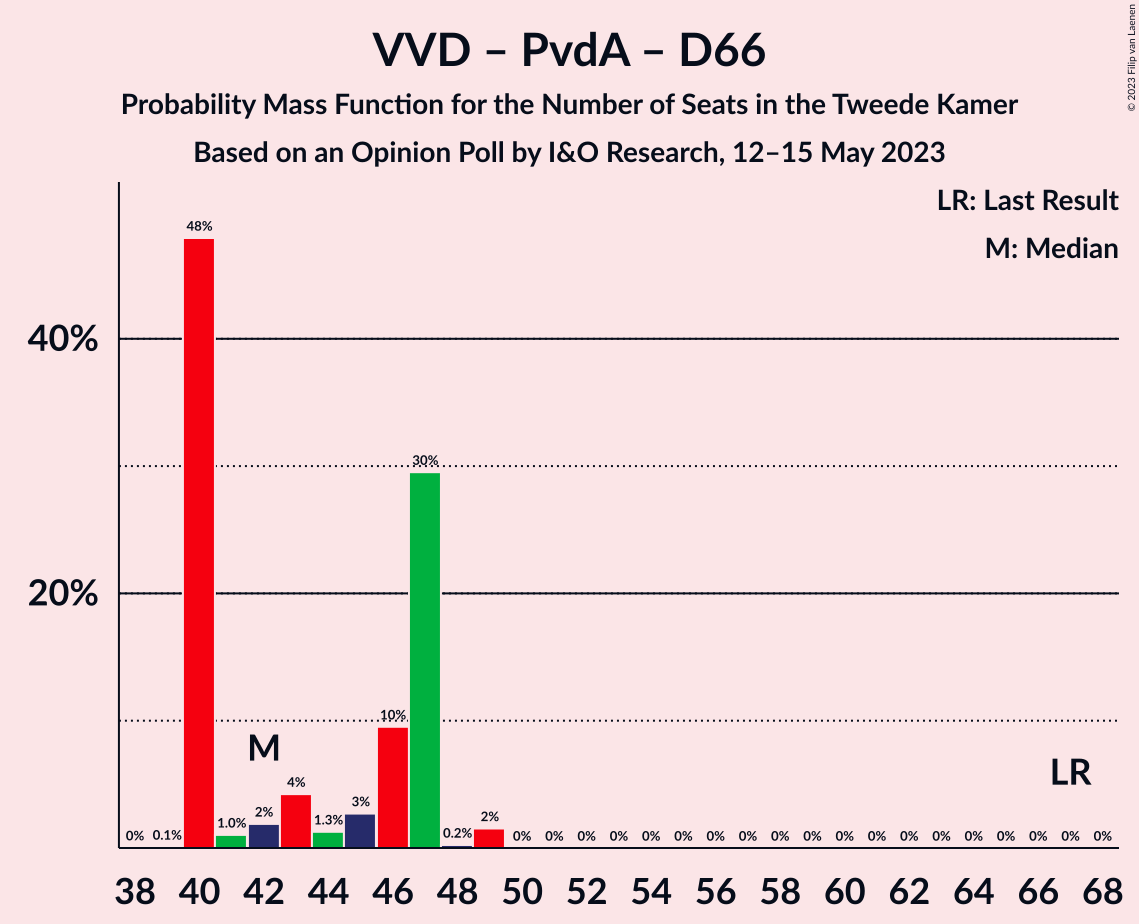 VVD – PvdA – D66
Probability Mass Function for the Number of Seats in the Tweede Kamer
Based on an Opinion Poll by I&O Research, 12–15 May 2023
© 2023 Filip van Laenen
LR: Last Result
M: Median
40%
20%
48%
30%
10%
M
LR
0% 0.1% 1.0% 2% 4% 1.3% 3% 0.2% 2% 0% 0% 0% 0% 0% 0% 0% 0% 0% 0% 0% 0% 0% 0% 0% 0% 0% 0% 0%
38 40 42 44 46 48 50 52 54 56 58 60 62 64 66 68